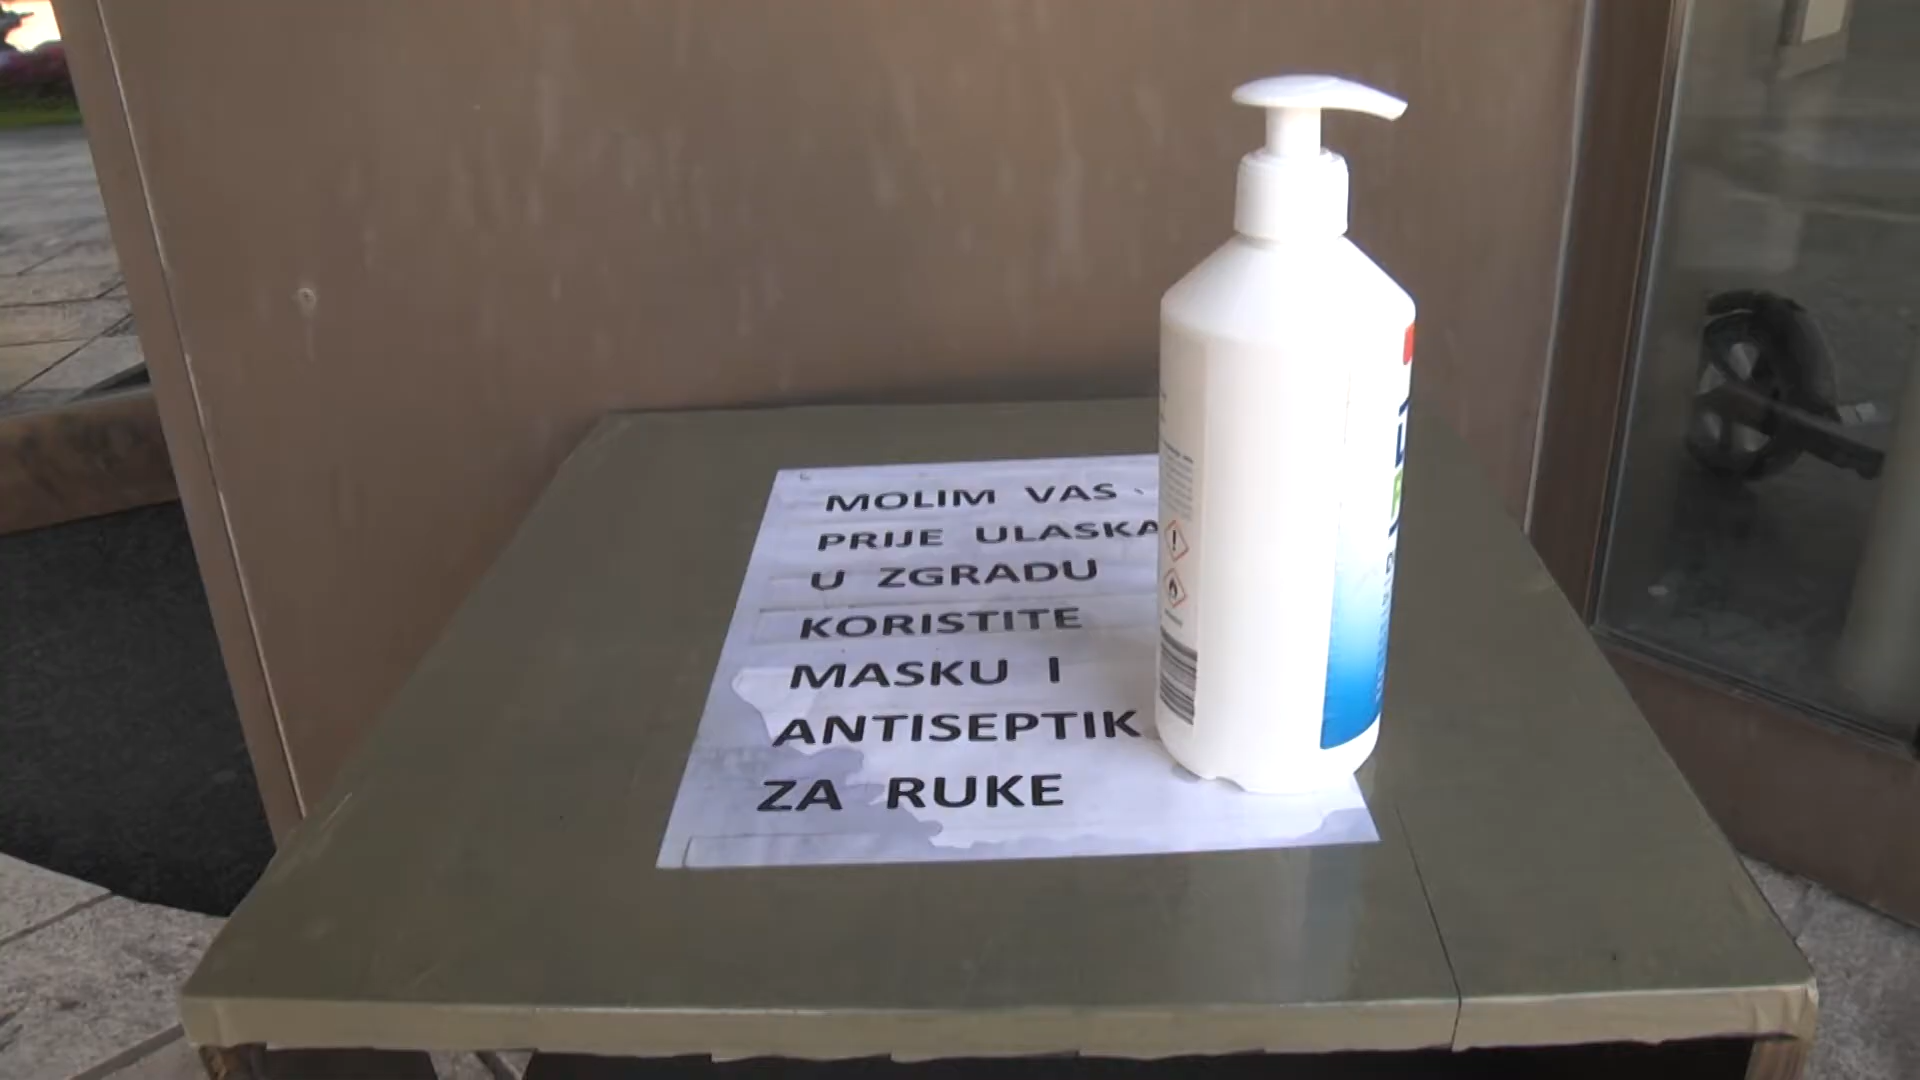 MOLIM VAS
PRIJE ULASKA
U ZGRADU
KORISTITE
MASKU I
ANTISEPTIK
ZA RUKE